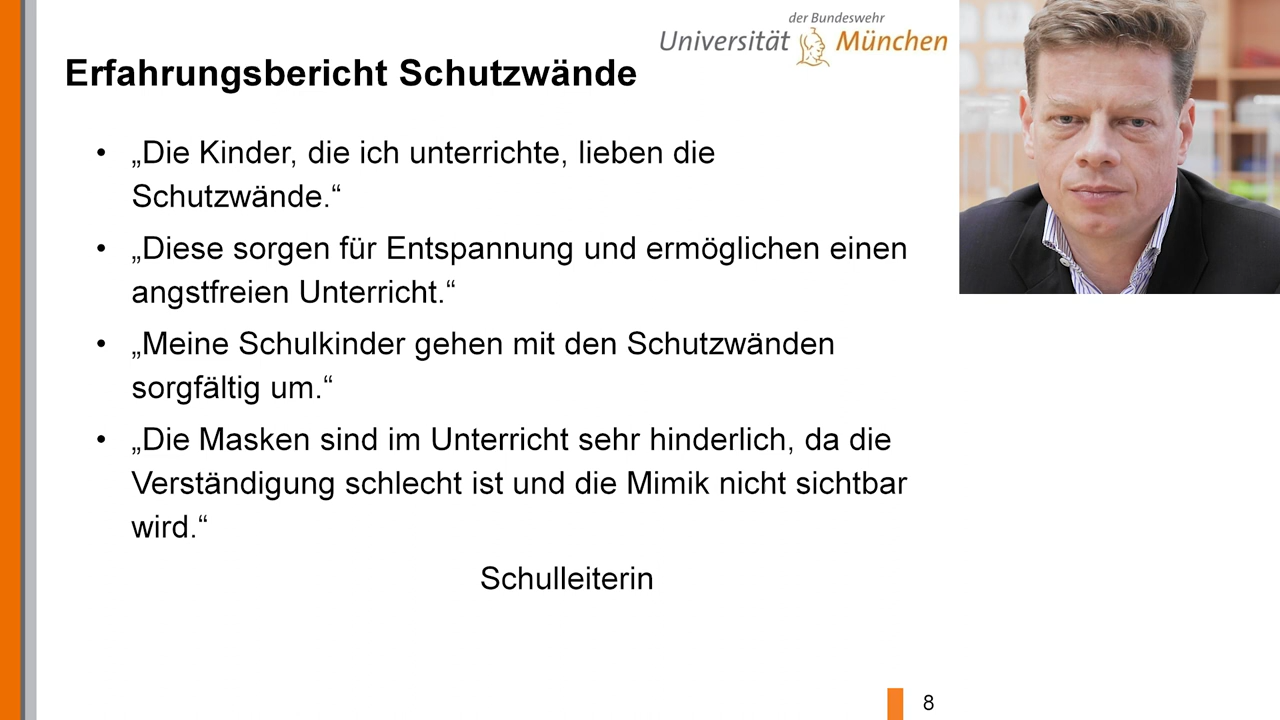 der Bundeswehr
Universität München
Erfahrungsbericht Schutzwände
• „Die Kinder, die ich unterrichte, lieben die
Schutzwände.“
• „Diese sorgen für Entspannung und ermöglichen einen
angstfreien Unterricht.“
• „Meine Schulkinder gehen mit den Schutzwänden
sorgfältig um.“
• „Die Masken sind im Unterricht sehr hinderlich, da die
Verständigung schlecht ist und die Mimik nicht sichtbar
wird.“
Schulleiterin
8